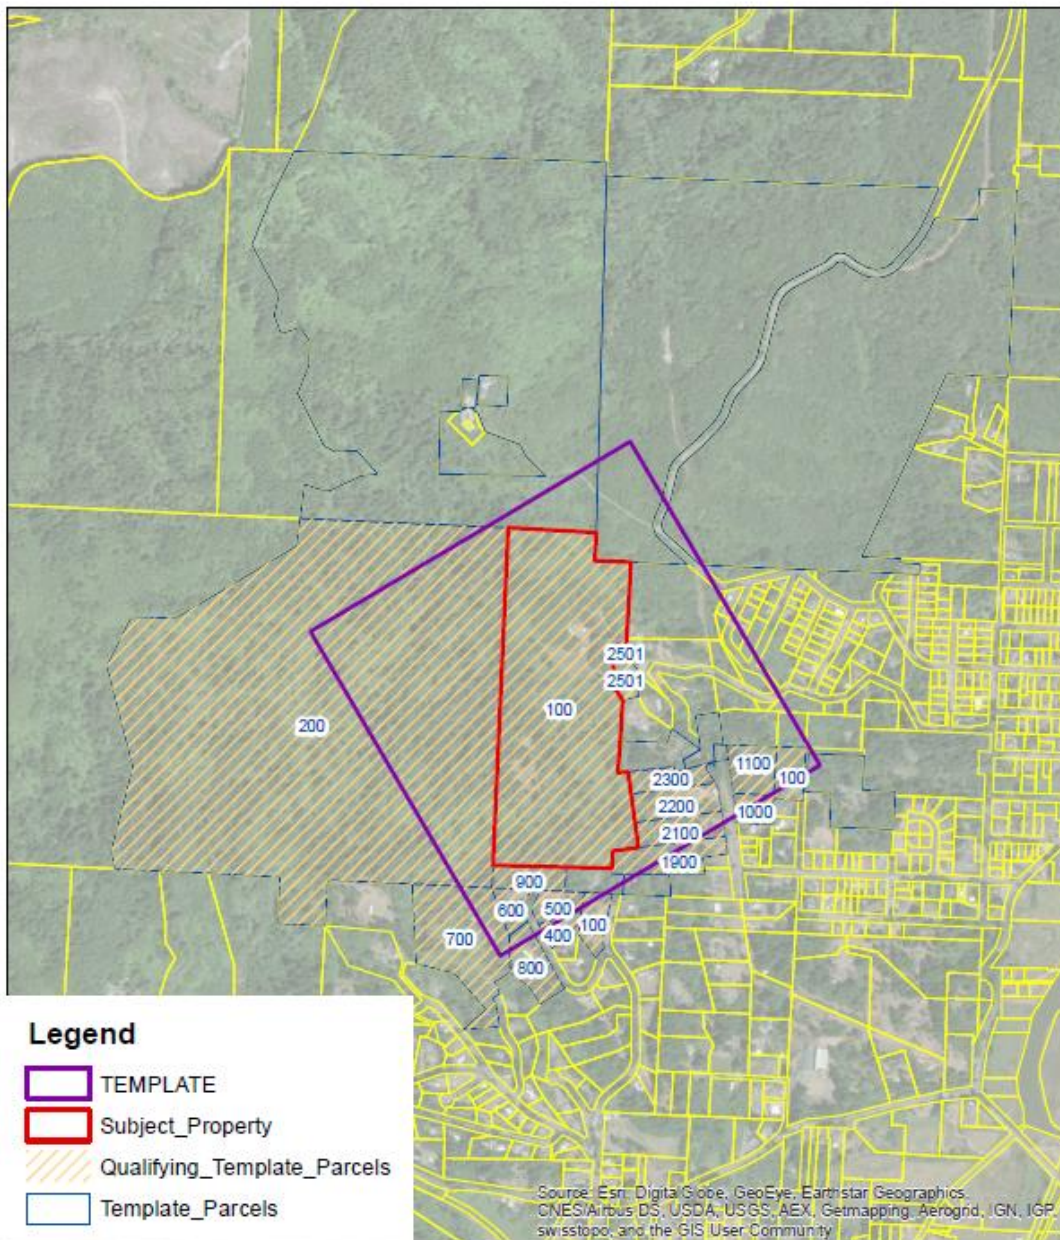 2501
2501
100
200
1100
100
2300
2200
1000
2100
1900
900
600
500
100
400
700
800
Legend
TEMPLATE
Subject_Property
Qualifying_Template_Parcels
Template_Parcels
Source: Esri, DigitalGlobe, GeoEye, Earthstar Geographics,
CNES/Airbus DS, USDA, USGS, AEX, Getmapping, Aerogrid, IGN, IGP,
swisstopo, and the GIS User Community